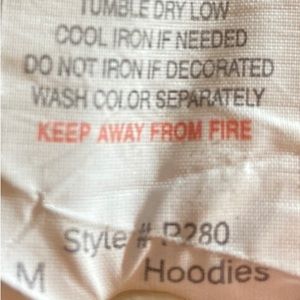 TUMBLE DRY LOW
COOL IRON IF NEEDED
DO NOT IRON IF DECORATED
WASH COLOR SEPARATELY
KEEP AWAY FROM FIRE
Style # P280
M Hoodies